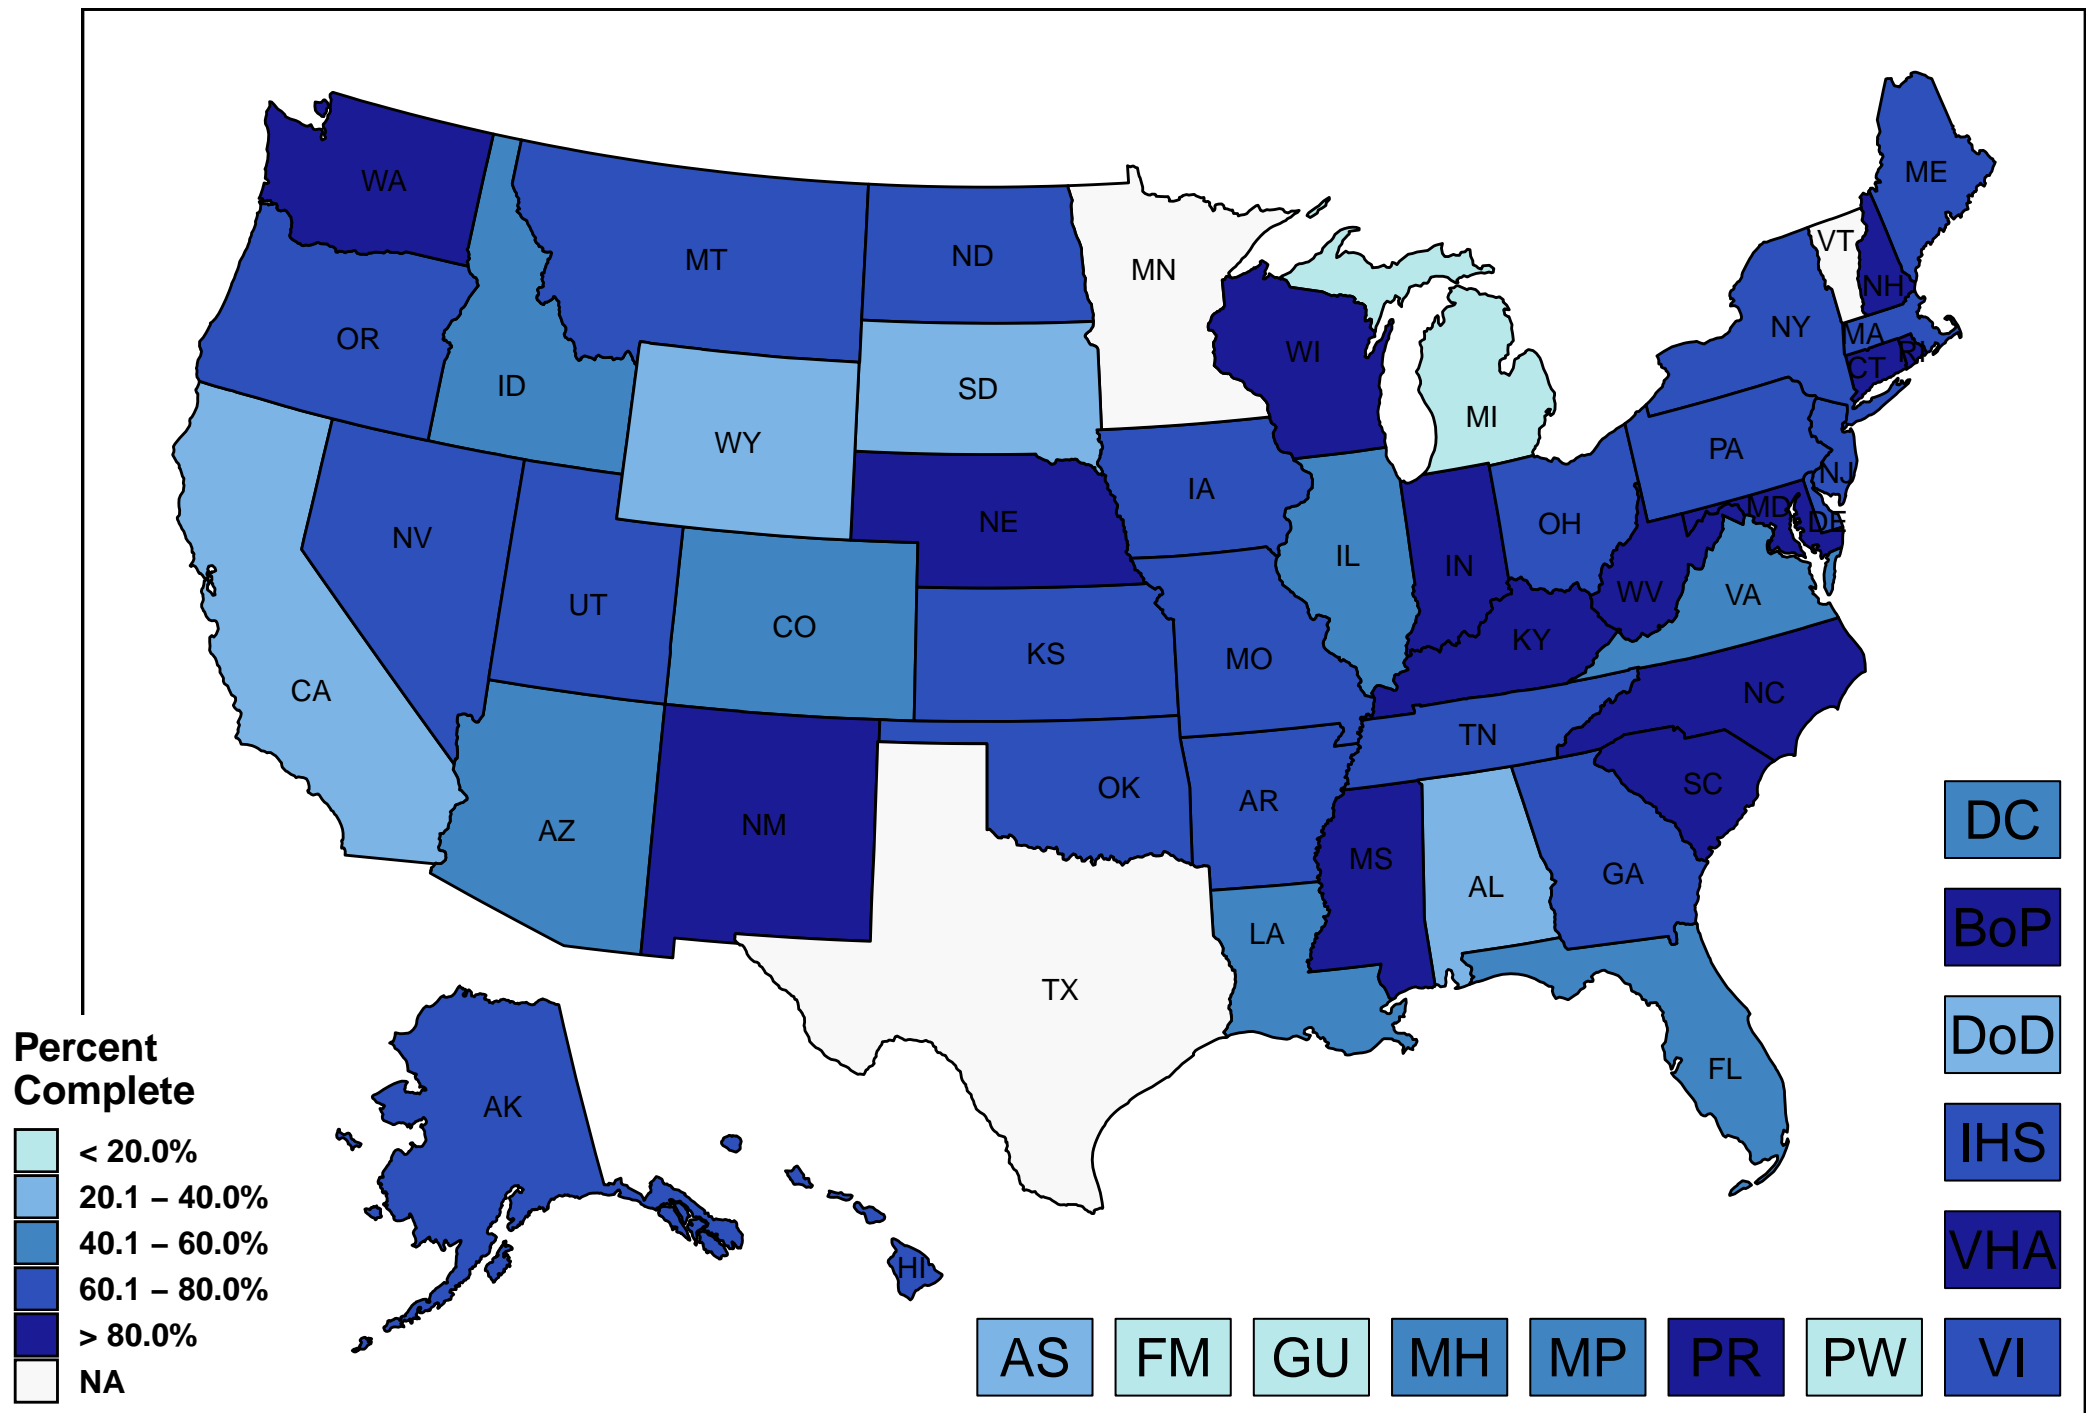 WA
ME
MT
ND
VT
MN
NH
OR
NY
MA
WI
RI
CT
ID
SD
MI
WY
PA
NJ
IA
NE
MD
DE
OH
NV
IL
IN
UT
WV
VA
CO
KY
KS
MO
CA
NC
TN
SC
OK
AR
DC
NM
AZ
MS
GA
AL
LA
BoP
TX
DoD
FL
Percent
Complete
AK
IHS
< 20.0%
20.1 – 40.0%
40.1 – 60.0%
VHA
HI
60.1 – 80.0%
> 80.0%
NA
AS
FM
GU
MH
MP
PR
PW
VI